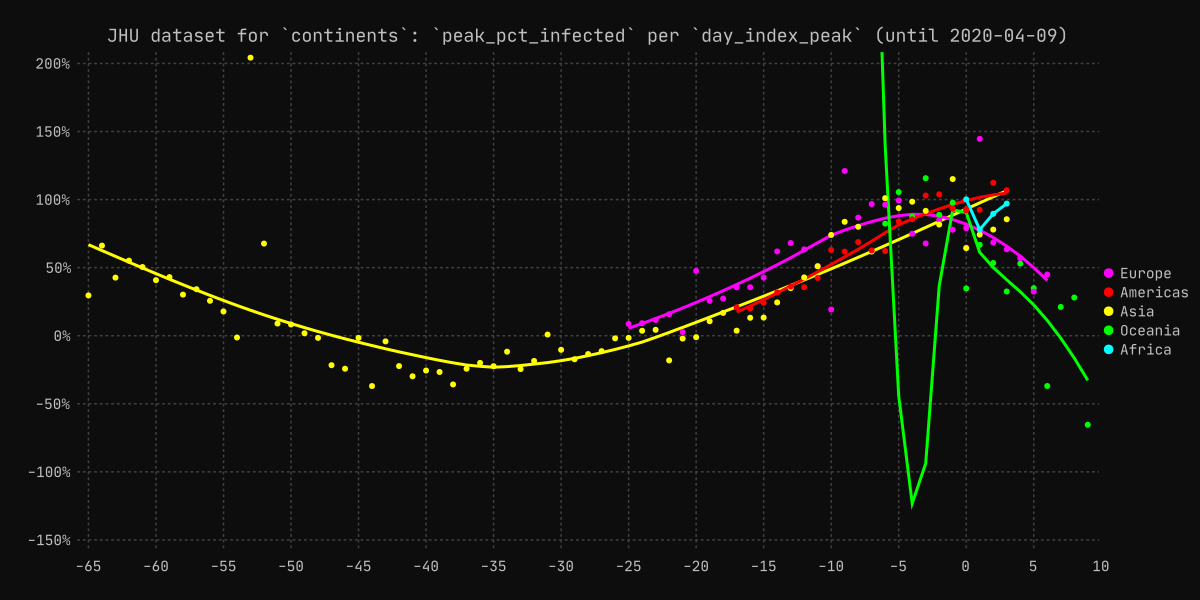 JHU dataset for `continents`: `peak_pct_infected` per `day_index_peak` (until 2020-04-09)
200%
150%
100%
50%
0%
-50%
-100%
-150%
-65 -60 -55 -50 -45 -40 -35 -30 -25 -20 -15 -10 -5 0 5 10
Europe
Americas
Asia
Oceania
Africa